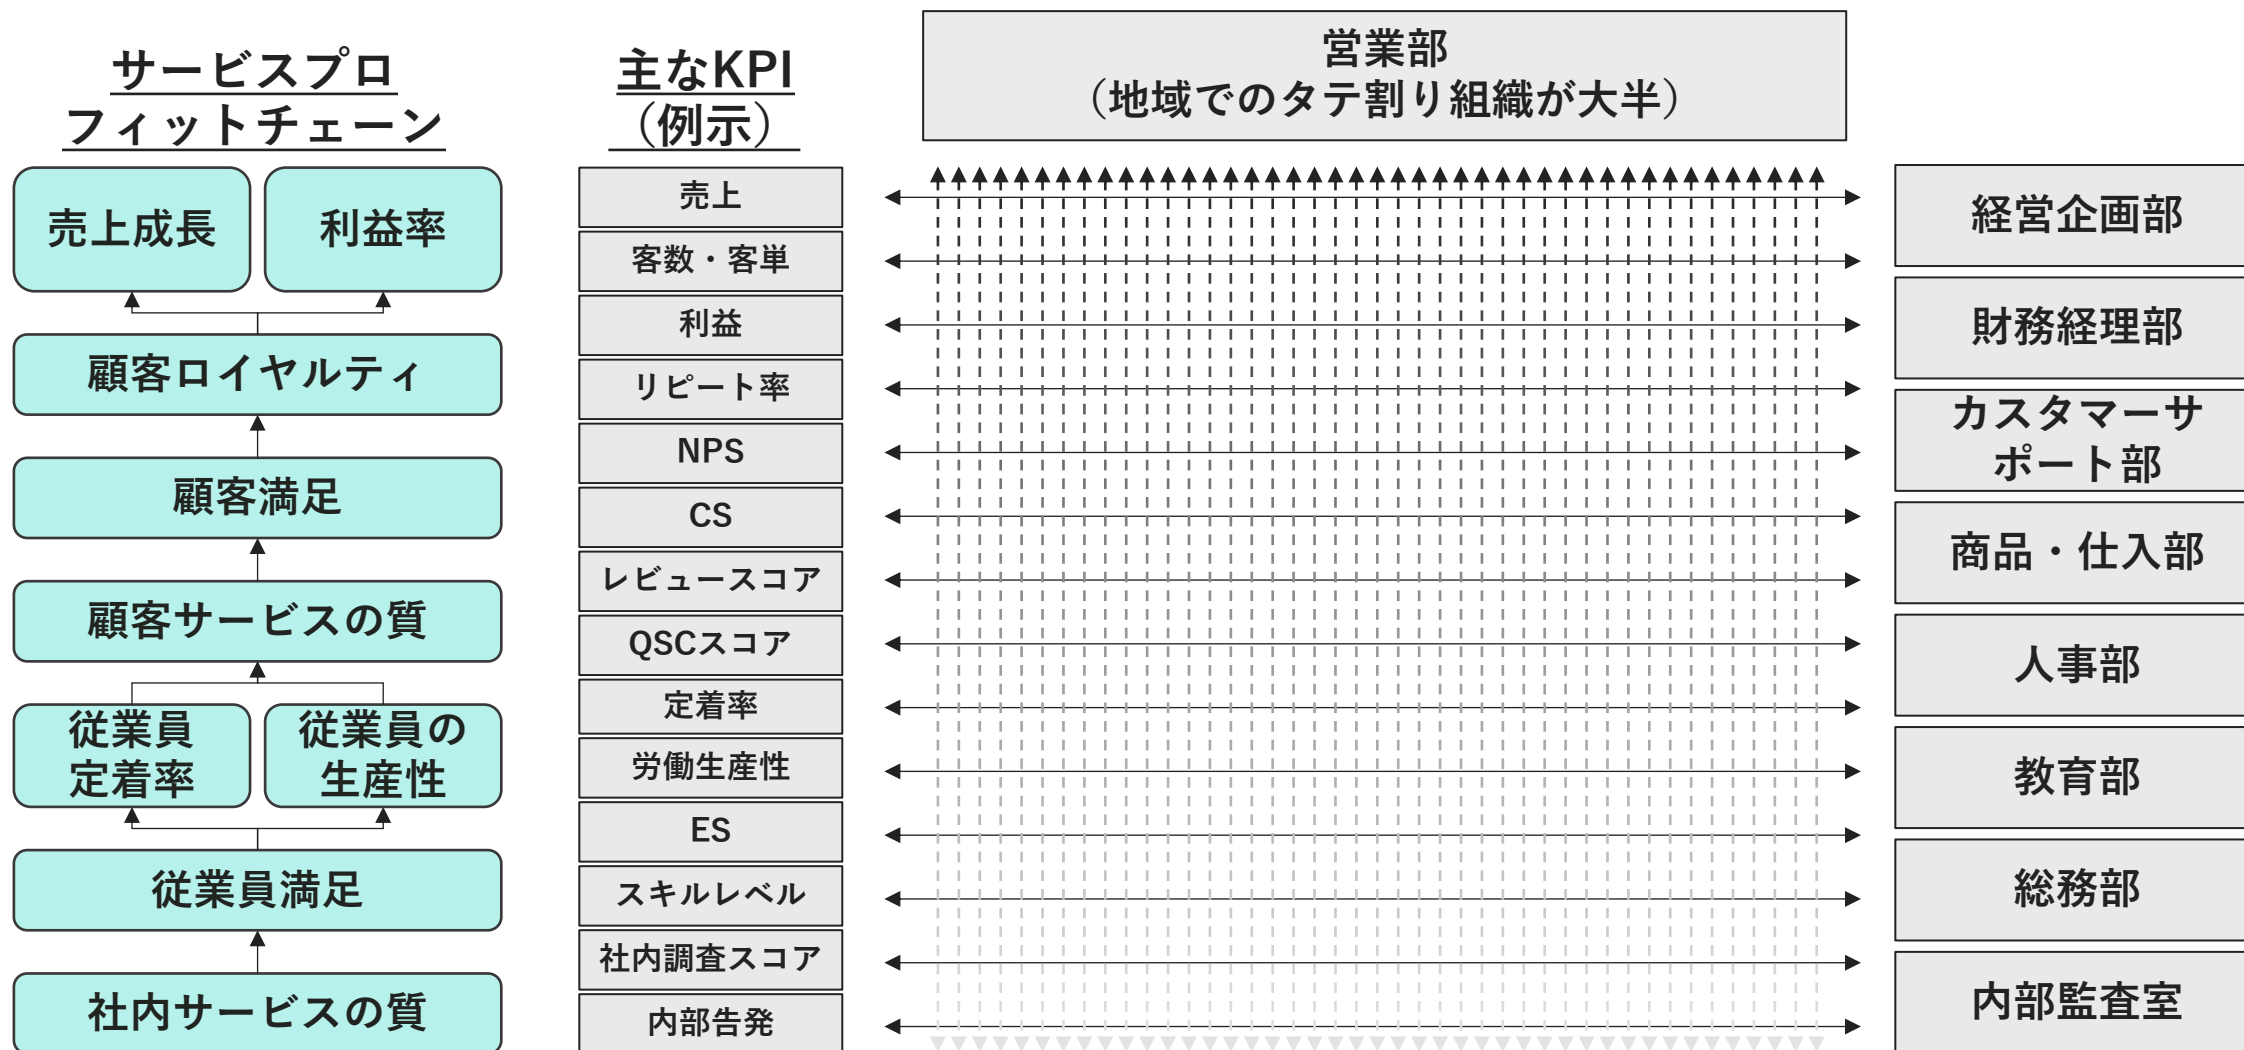 サービスプロ
フィットチェーン
売上成長
利益率
顧客ロイヤルティ
顧客満足
顧客サービスの質
従業員
定着率
従業員の
生産性
従業員満足
社内サービスの質
主なKPI
（例示）
売上
客数・客単
利益
リピート率
NPS
CS
レビュースコア
QSCスコア
定着率
労働生産性
ES
スキルレベル
社内調査スコア
内部告発
営業部
（地域でのタテ割り組織が大半）
経営企画部
財務経理部
カスタマーサ
ポート部
商品・仕入部
人事部
教育部
総務部
内部監査室